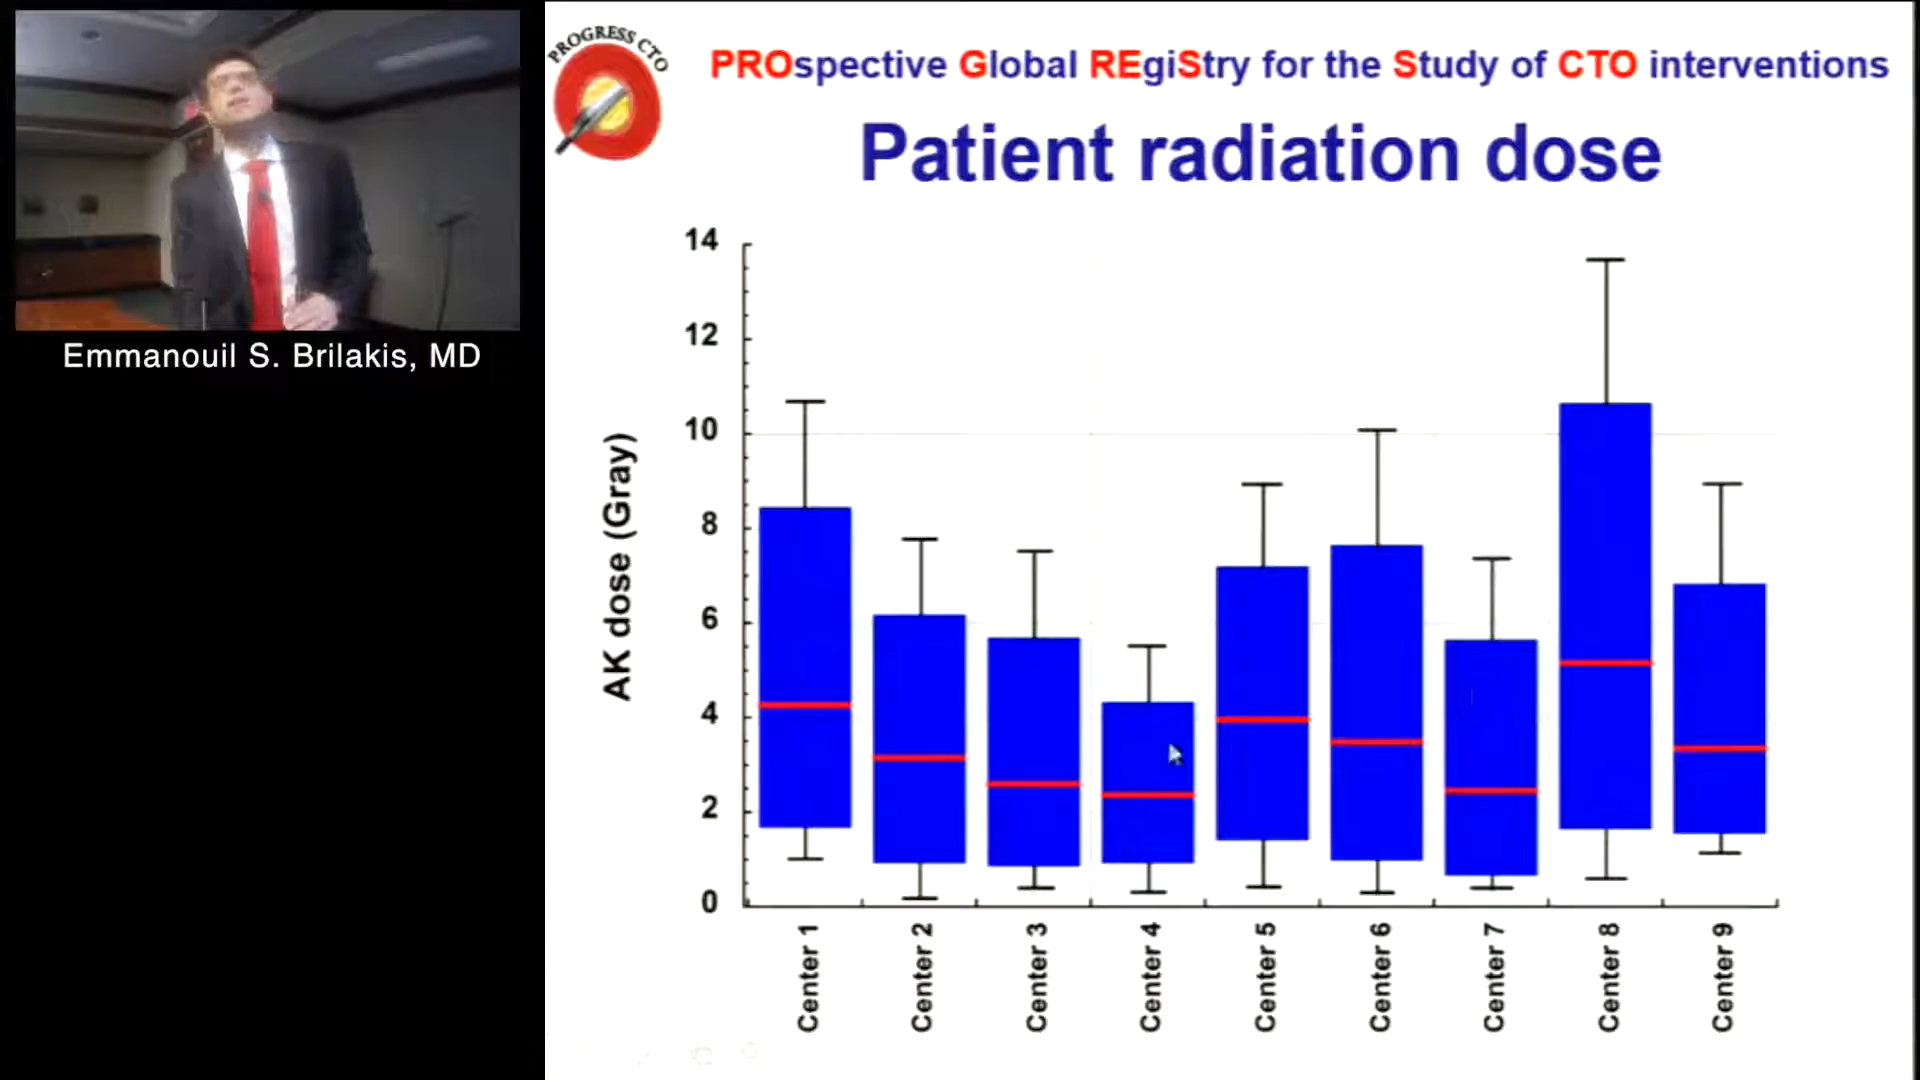 PROGRESS CTO
PROspective Global REgiStry for the Study of CTO interventions
Patient radiation dose
Emmanouil S. Brilakis, MD
AK dose (Gray)
14
12
10
8
6
4
2
0
Center 1
Center 2
Center 3
Center 4
Center 5
Center 6
Center 7
Center 8
Center 9